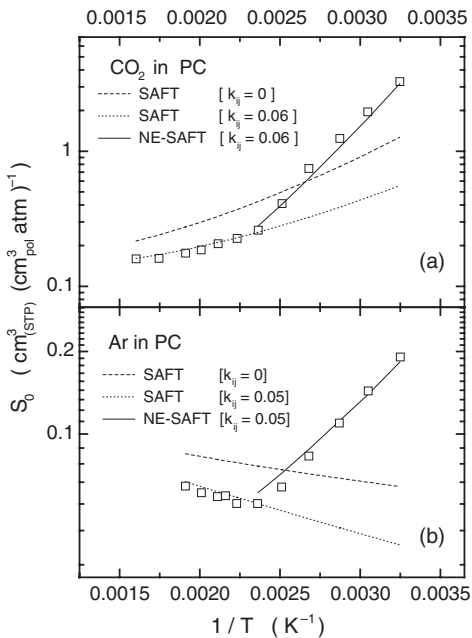 0.0015 0.0020 0.0025 0.0030 0.0035
CO₂ in PC
SAFT [ kᵢⱼ = 0 ]
SAFT [ kᵢⱼ = 0.06 ]
NE-SAFT [ kᵢⱼ = 0.06 ]
1
0.1
(a)
S₀ ( cm³(STP) (cm³pol atm )⁻¹
Ar in PC
SAFT [kᵢⱼ = 0]
SAFT [kᵢⱼ = 0.05]
NE-SAFT [kᵢⱼ = 0.05]
0.2
0.1
(b)
0.0015 0.0020 0.0025 0.0030 0.0035
1 / T ( K⁻¹)